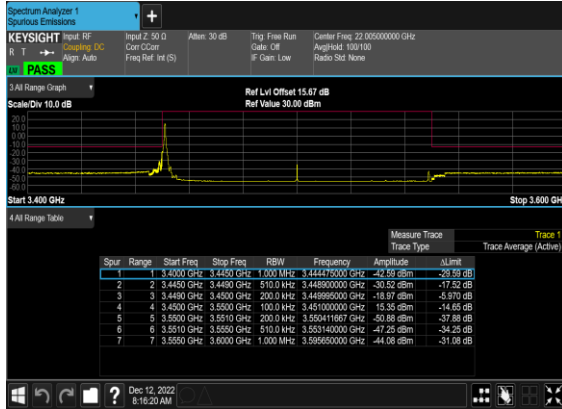 Spectrum Analyzer 1
Spurious Emissions
+
KEYSIGHT Input: RF Input Z: 50 Ω Atten: 30 dB Trig: Free Run Center Freq: 22.005000000 GHz
R T Coupling: DC Corr CCorr Gate: Off Avg|Hold: 100/100
Align: Auto Freq Ref: Int (S) IF Gain: Low Radio Std: None
PASS
3 All Range Graph
Ref Lvl Offset 15.67 dB
Scale/Div 10.0 dB Ref Value 30.00 dBm
20.0
10.0
0.00
-10.0
-20.0
-30.0
-40.0
-50.0
-60.0
Start 3.400 GHz Stop 3.600 GH
4 All Range Table
Measure Trace Trace 1
Trace Type Trace Average (Active)
Spur Range Start Freq Stop Freq RBW Frequency Amplitude ΔLimit
1 1 3.4000 GHz 3.4450 GHz 1.000 MHz 3.444475000 GHz -42.59 dBm -29.59 dB
2 2 3.4450 GHz 3.4490 GHz 510.0 kHz 3.448900000 GHz -30.52 dBm -17.52 dB
3 3 3.4490 GHz 3.4500 GHz 200.0 kHz 3.449995000 GHz -18.97 dBm -5.970 dB
4 4 3.4500 GHz 3.5500 GHz 100.0 kHz 3.451000000 GHz 15.35 dBm -14.65 dB
5 5 3.5500 GHz 3.5510 GHz 200.0 kHz 3.550411667 GHz -50.88 dBm -37.88 dB
6 6 3.5510 GHz 3.5550 GHz 510.0 kHz 3.553140000 GHz -47.25 dBm -34.25 dB
7 7 3.5550 GHz 3.6000 GHz 1.000 MHz 3.595650000 GHz -44.08 dBm -31.08 dB
? Dec 12, 2022
8:16:20 AM